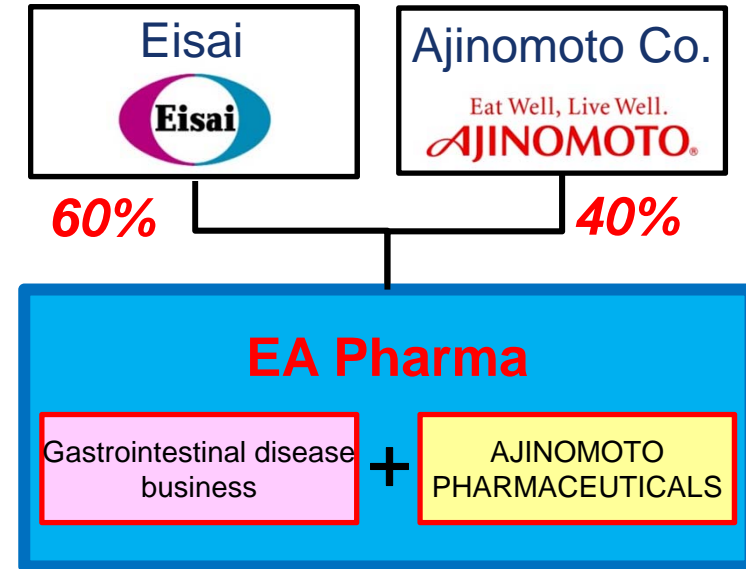 Eisai
Eisai
Ajinomoto Co.
Eat Well, Live Well.
AJINOMOTO®
60%
40%
EA Pharma
Gastrointestinal disease
business
+
AJINOMOTO
PHARMACEUTICALS